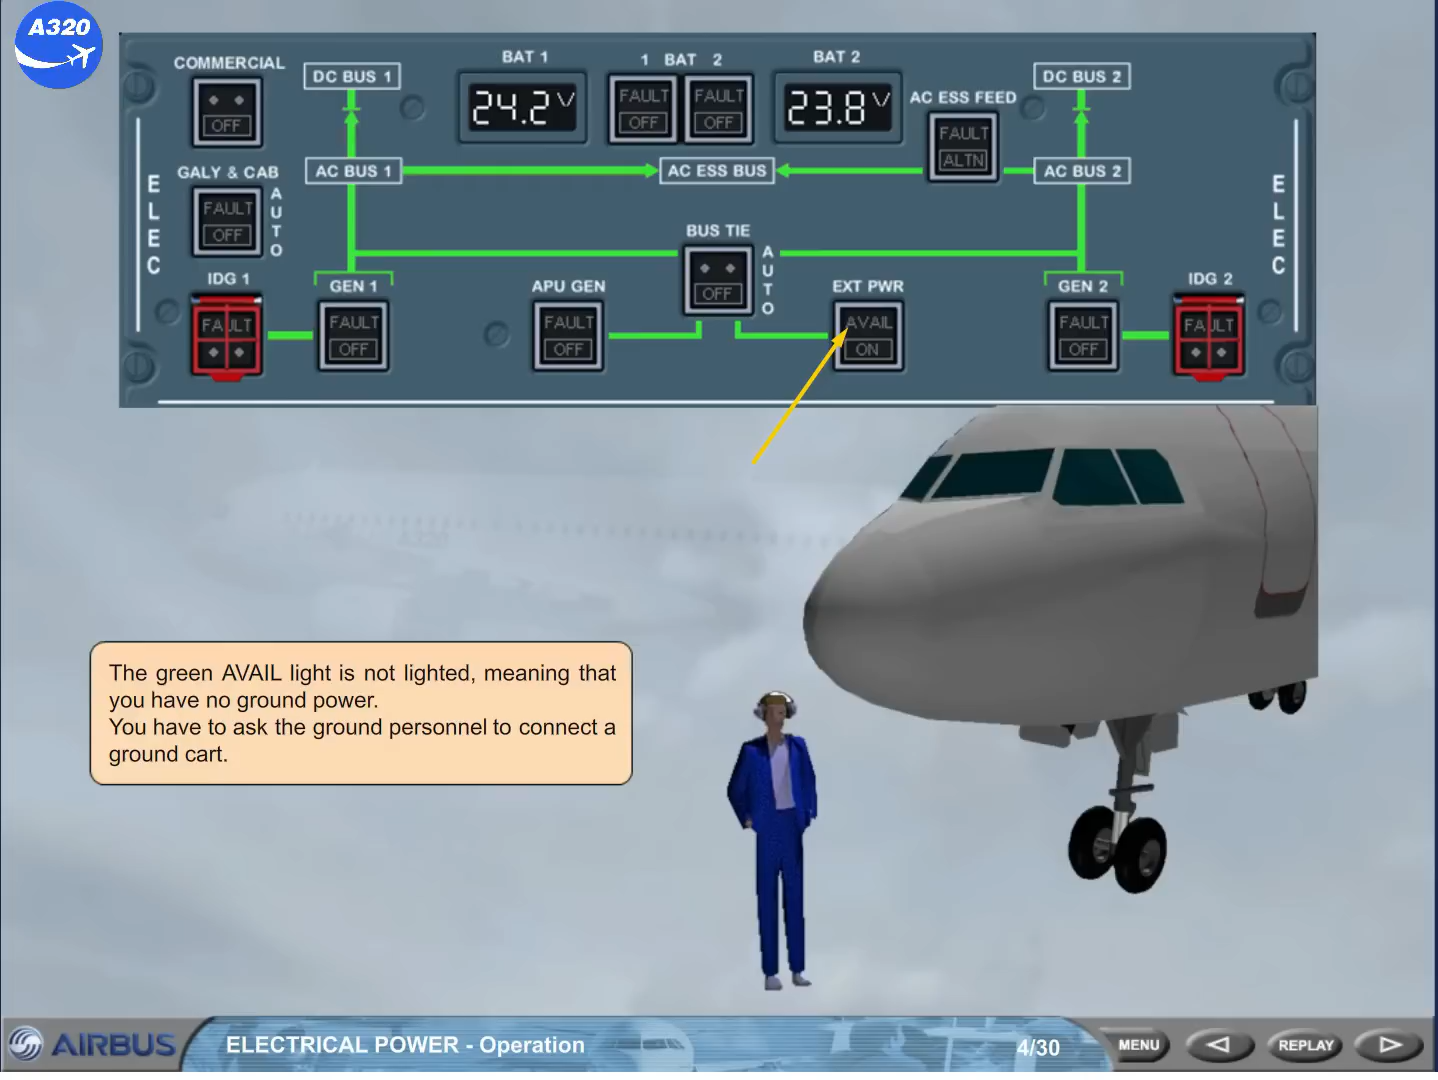 A320
COMMERCIAL
OFF
DC BUS 1
BAT 1
24.2 V
1 BAT 2
FAULT FAULT
OFF OFF
BAT 2
23.8 V
AC ESS FEED
FAULT
ALTN
DC BUS 2
GALY & CAB
FAULT
OFF
AUTO
AC BUS 1
AC ESS BUS
AC BUS 2
ELEC
ELEC
BUS TIE
OFF
AUTO
IDG 1
FAULT
GEN 1
FAULT
OFF
APU GEN
FAULT
OFF
EXT PWR
AVAIL
ON
GEN 2
FAULT
OFF
IDG 2
FAULT
The green AVAIL light is not lighted, meaning that
you have no ground power.
You have to ask the ground personnel to connect a
ground cart.
AIRBUS
ELECTRICAL POWER - Operation
4/30
MENU
REPLAY